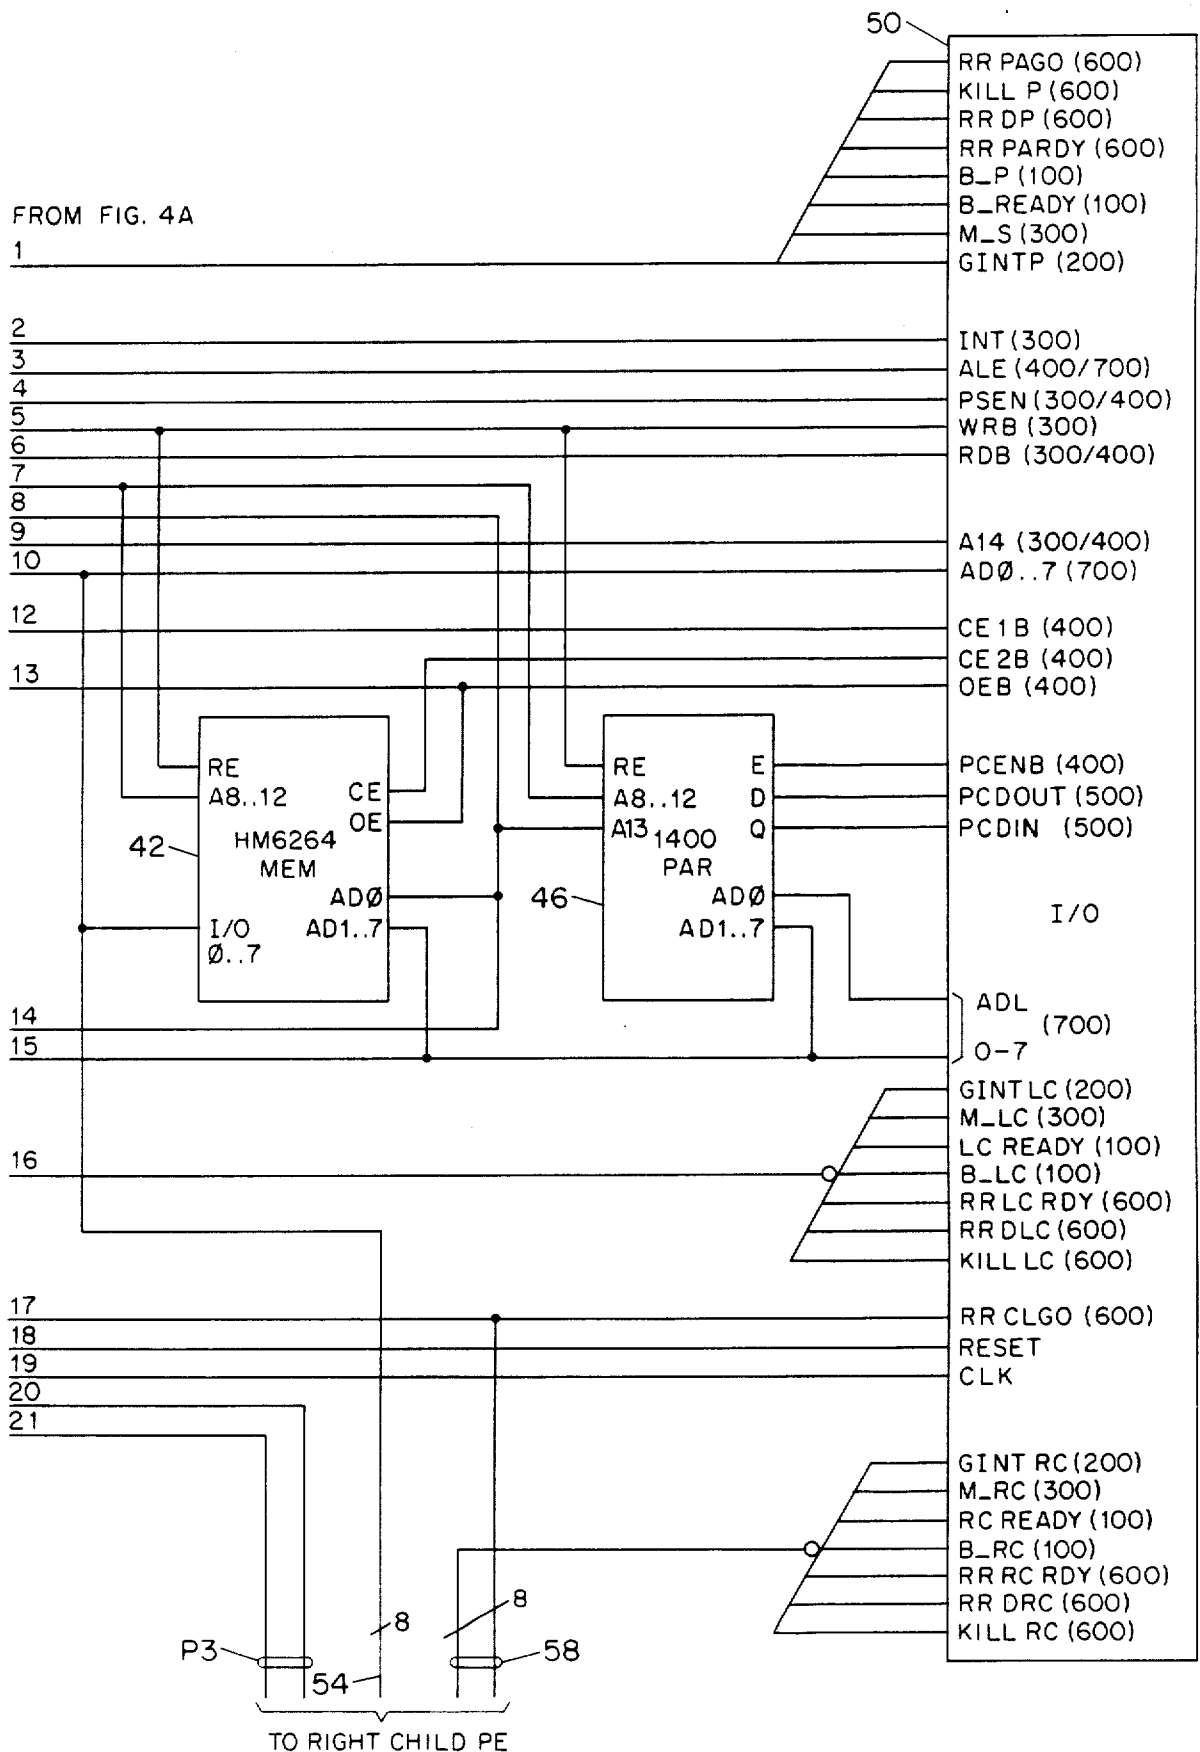 50
RR PAGO (600)
KILL P (600)
RR DP (600)
RR PARDY (600)
B_P (100)
B_READY (100)
M_S (300)
GINTP (200)
FROM FIG. 4A
1
2
INT (300)
3
ALE (400/700)
4
PSEN (300/400)
5
WRB (300)
6
RDB (300/400)
7
8
9
A14 (300/400)
10
ADØ..7 (700)
12
CE1B (400)
CE2B (400)
13
OEB (400)
RE
A8..12
CE
OE
HM6264
MEM
42
ADØ
I/O
Ø..7
AD1..7
RE
E
A8..12
D
A13
Q
1400
PAR
46
ADØ
AD1..7
PCENB (400)
PCDOUT (500)
PCDIN (500)
I/O
14
ADL
(700)
15
0-7
GINT LC (200)
M_LC (300)
LC READY (100)
16
B_LC (100)
RR LC RDY (600)
RR DLC (600)
KILL LC (600)
17
RR CLGO (600)
18
RESET
19
CLK
20
21
GINT RC (200)
M_RC (300)
RC READY (100)
B_RC (100)
RR RC RDY (600)
RR DRC (600)
KILL RC (600)
8
8
P3
54
58
TO RIGHT CHILD PE